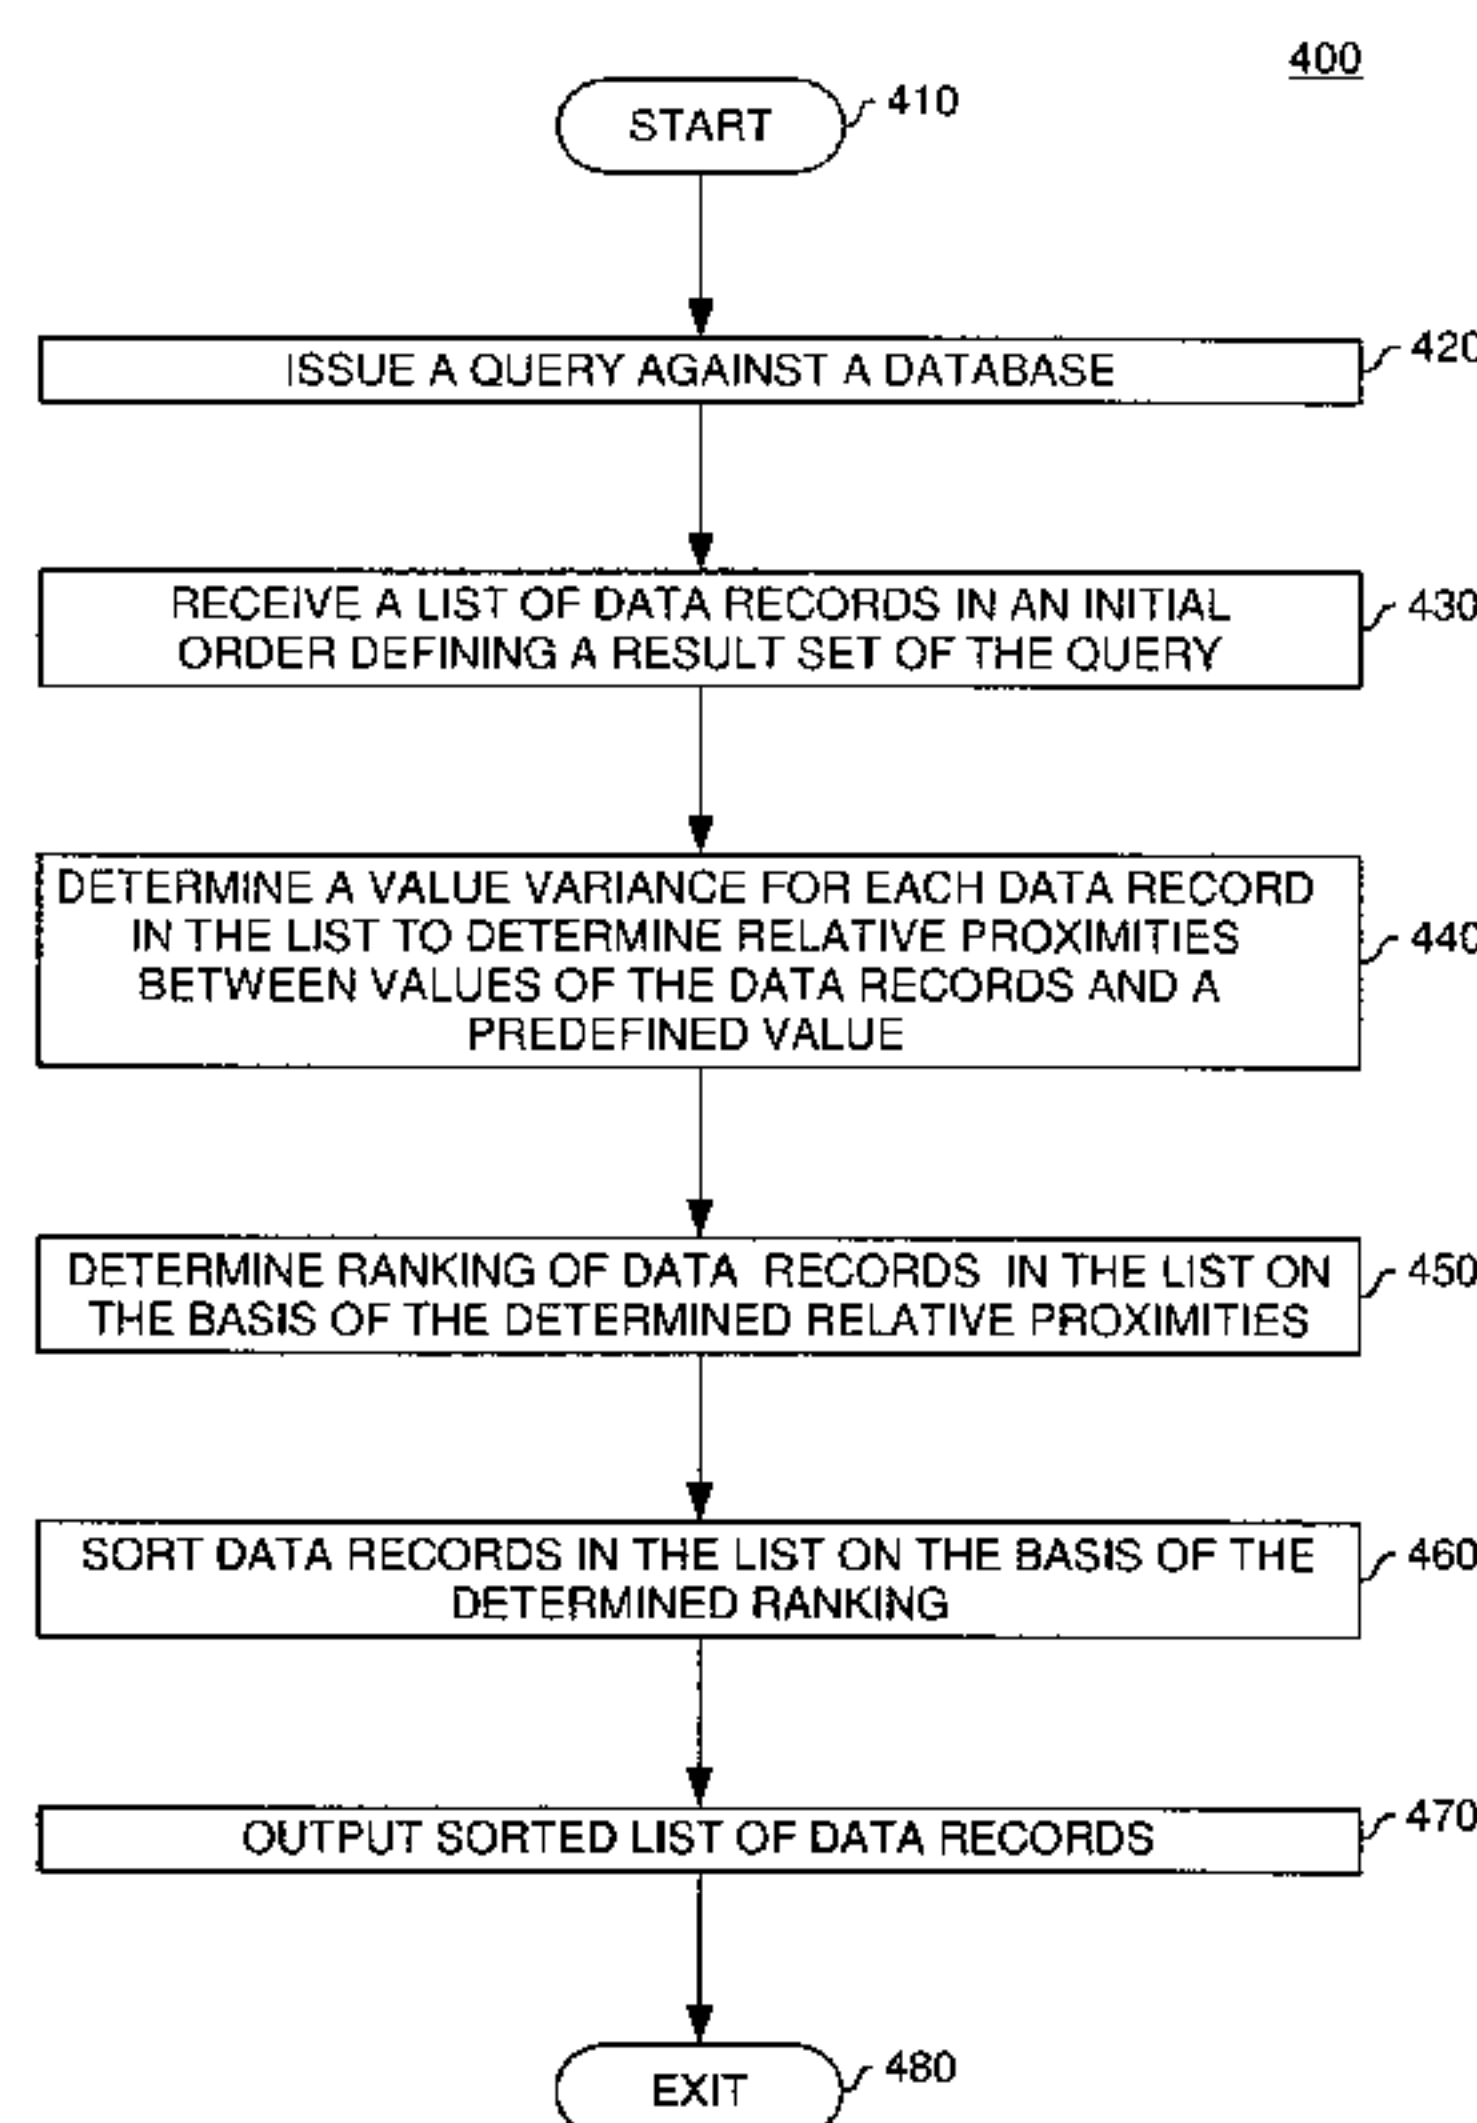 400
START
410
ISSUE A QUERY AGAINST A DATABASE
420
RECEIVE A LIST OF DATA RECORDS IN AN INITIAL
ORDER DEFINING A RESULT SET OF THE QUERY
430
DETERMINE A VALUE VARIANCE FOR EACH DATA RECORD
IN THE LIST TO DETERMINE RELATIVE PROXIMITIES
BETWEEN VALUES OF THE DATA RECORDS AND A
PREDEFINED VALUE
440
DETERMINE RANKING OF DATA RECORDS IN THE LIST ON
THE BASIS OF THE DETERMINED RELATIVE PROXIMITIES
450
SORT DATA RECORDS IN THE LIST ON THE BASIS OF THE
DETERMINED RANKING
460
OUTPUT SORTED LIST OF DATA RECORDS
470
EXIT
480